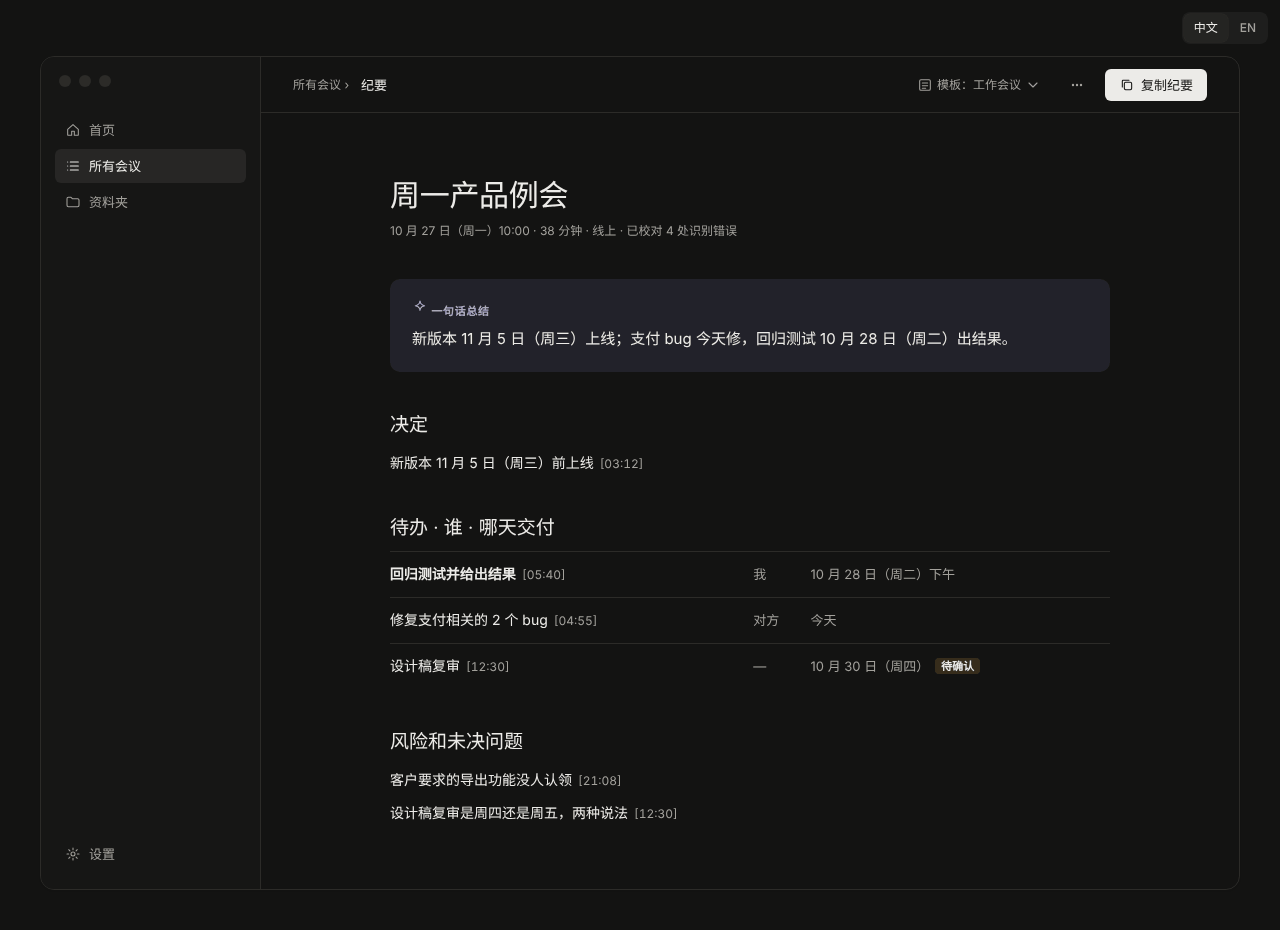 中文 EN
首页
所有会议
资料夹
设置
所有会议 › 纪要
模板：工作会议
···
复制纪要
周一产品例会
10 月 27 日（周一）10:00 · 38 分钟 · 线上 · 已校对 4 处识别错误
一句话总结
新版本 11 月 5 日（周三）上线；支付 bug 今天修，回归测试 10 月 28 日（周二）出结果。
决定
新版本 11 月 5 日（周三）前上线 [03:12]
待办 · 谁 · 哪天交付
回归测试并给出结果 [05:40] 我 10 月 28 日（周二）下午
修复支付相关的 2 个 bug [04:55] 对方 今天
设计稿复审 [12:30] — 10 月 30 日（周四） 待确认
风险和未决问题
客户要求的导出功能没人认领 [21:08]
设计稿复审是周四还是周五，两种说法 [12:30]